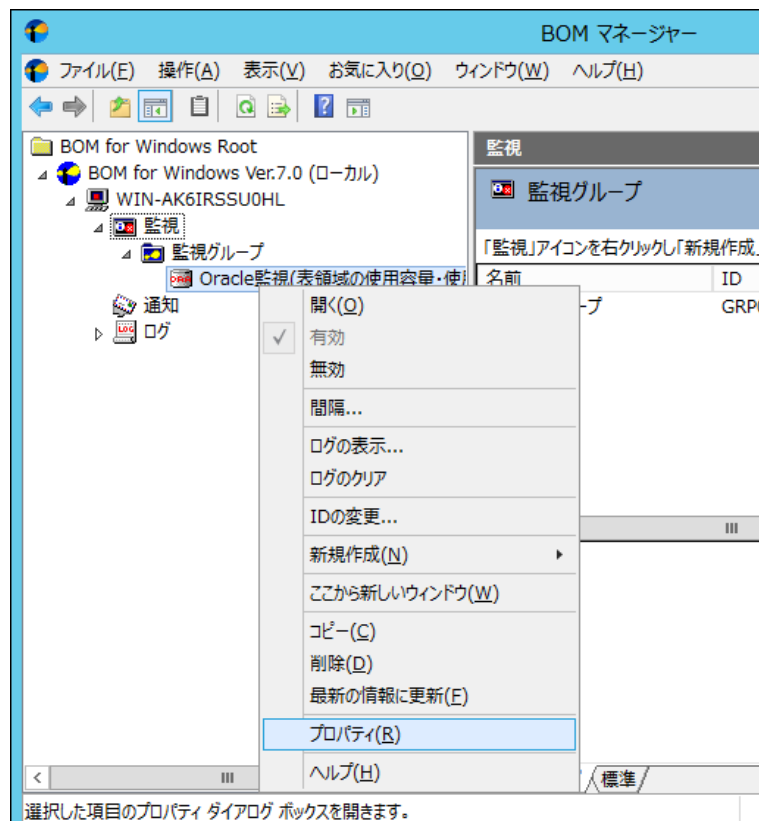 BOM マネージャー
ファイル(F) 操作(A) 表示(V) お気に入り(O) ウィンドウ(W) ヘルプ(H)
BOM for Windows Root
BOM for Windows Ver.7.0 (ローカル)
WIN-AK6IRSSU0HL
監視
監視グループ
Oracle監視(表領域の使用容量・使
通知
ログ
監視
監視グループ
「監視」アイコンを右クリックし「新規作成」
名前 ID
ープ GRP
開く(O)
有効
無効
間隔...
ログの表示...
ログのクリア
IDの変更...
新規作成(N)
ここから新しいウィンドウ(W)
コピー(C)
削除(D)
最新の情報に更新(F)
プロパティ(R)
ヘルプ(H)
標準
選択した項目のプロパティ ダイアログ ボックスを開きます。